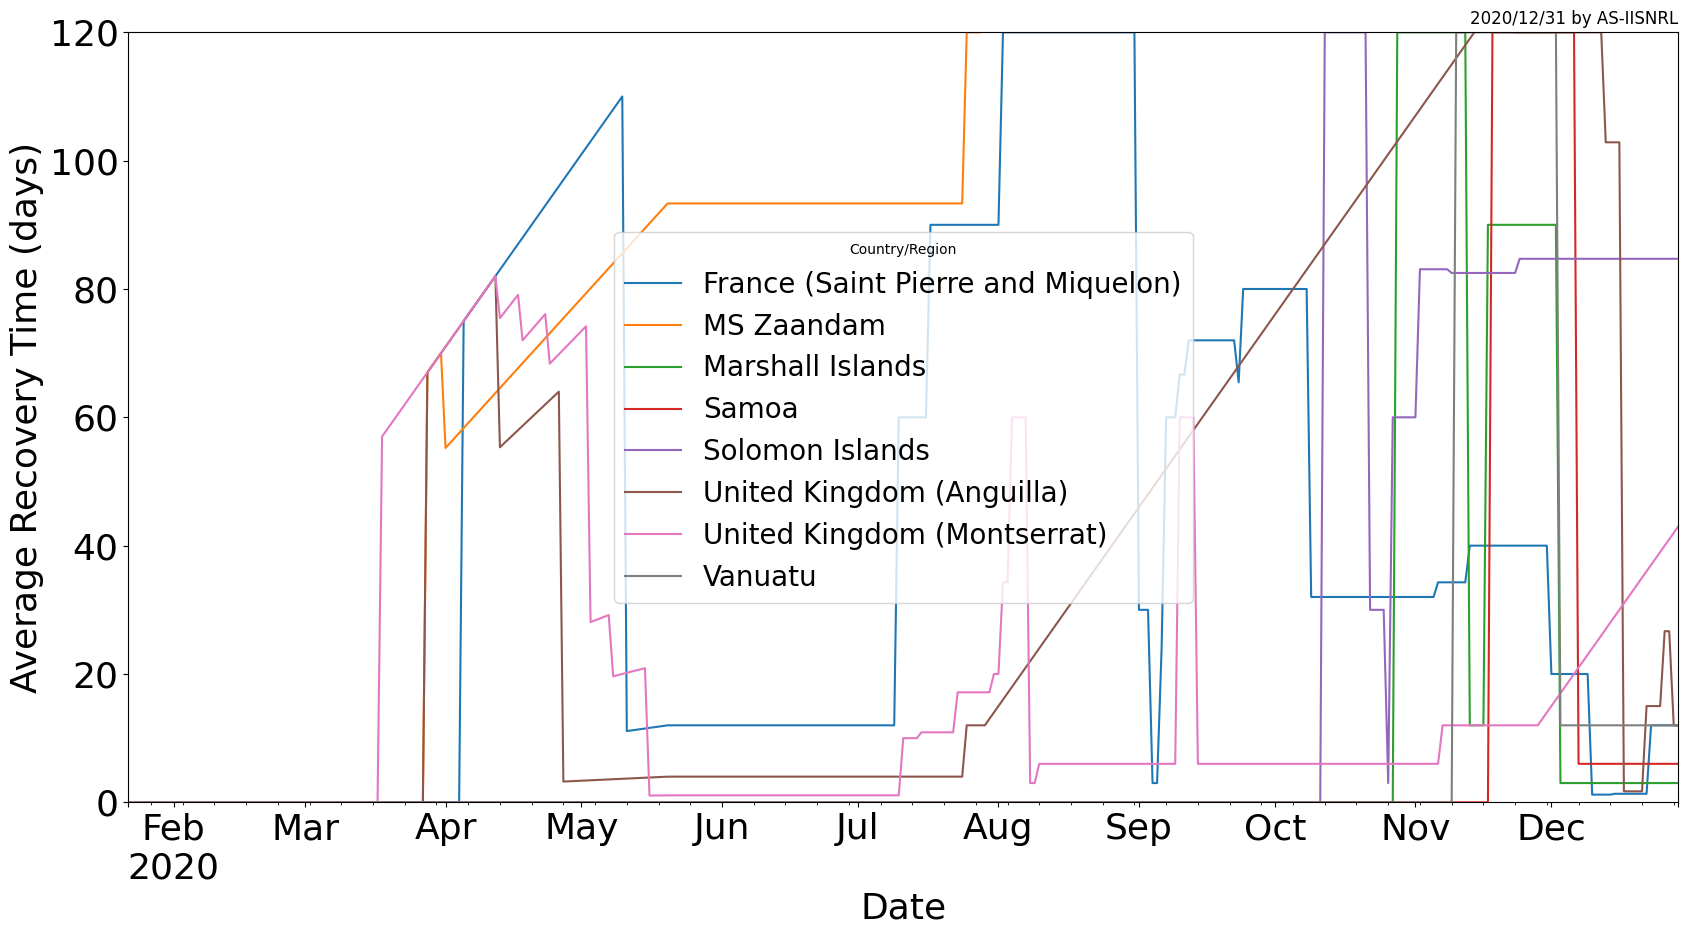 2020/12/31 by AS-IISNRL
120
100
80
60
40
20
0
Average Recovery Time (days)
Country/Region
France (Saint Pierre and Miquelon)
MS Zaandam
Marshall Islands
Samoa
Solomon Islands
United Kingdom (Anguilla)
United Kingdom (Montserrat)
Vanuatu
Feb Mar Apr May Jun Jul Aug Sep Oct Nov Dec
2020
Date